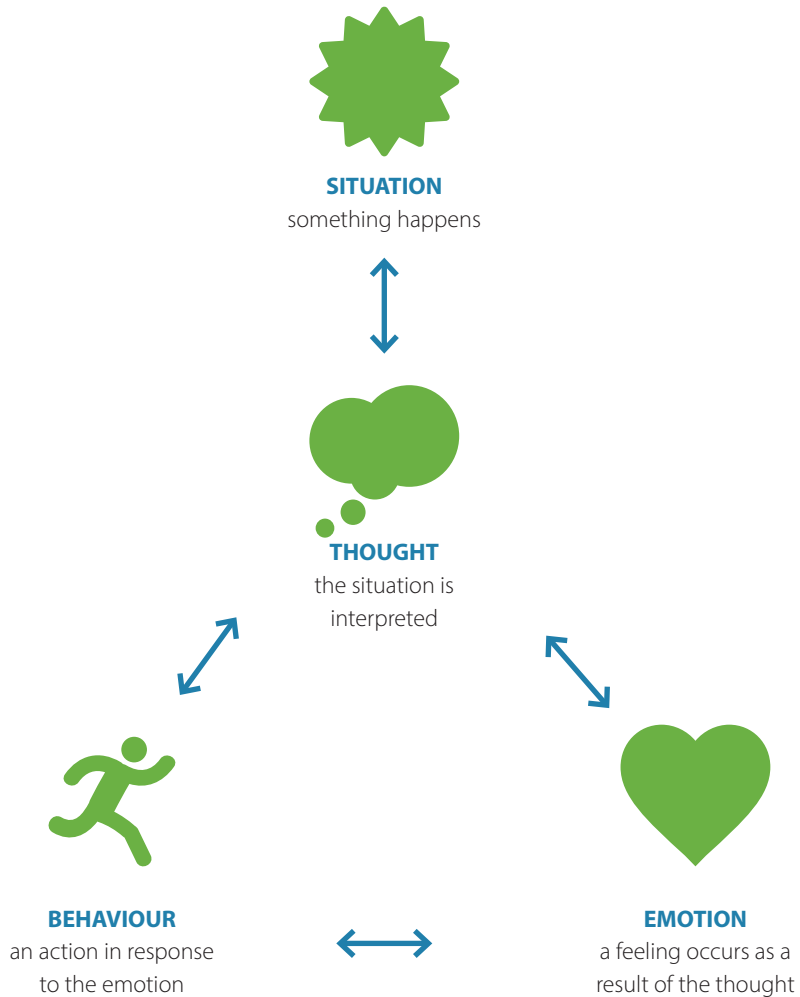 SITUATION
something happens
THOUGHT
the situation is
interpreted
BEHAVIOUR
an action in response
to the emotion
EMOTION
a feeling occurs as a
result of the thought